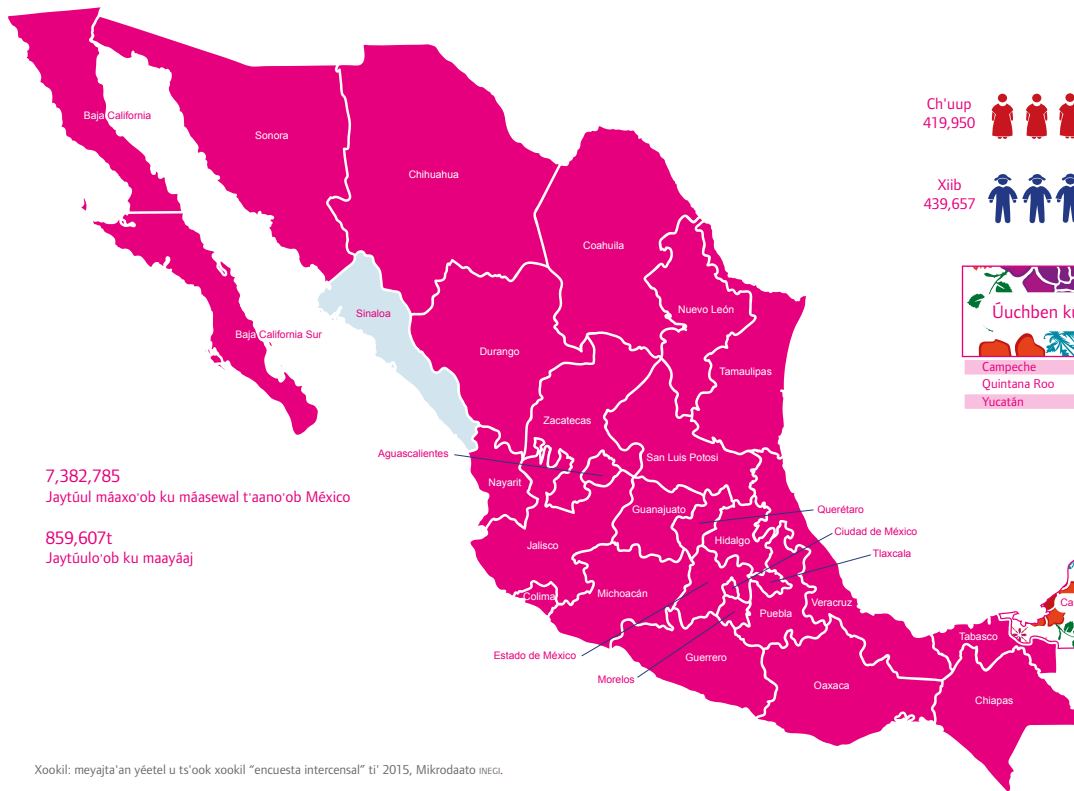 Ch'uup
419,950
Xiib
439,657
Úuchben
Campeche
Quintana Roo
Yucatán
Baja California
Sonora
Chihuahua
Coahuila
Sinaloa
Nuevo León
Baja California Sur
Durango
Tamaulipas
Zacatecas
Aguascalientes
San Luis Potosí
Nayarit
Guanajuato
Querétaro
Ciudad de México
Hidalgo
Jalisco
Tlaxcala
Colima
Michoacán
Puebla
Veracruz
Tabasco
Estado de México
Guerrero
Morelos
Oaxaca
Chiapas
7,382,785
Jaytúul máaxo'ob ku máasewal t'aano'ob México
859,607t
Jaytúulo'ob ku maayáaj
Xookil: meyajta'an yéetel u ts'ook xookil “encuesta intercensal” ti' 2015, Mikrodaato INEGI.